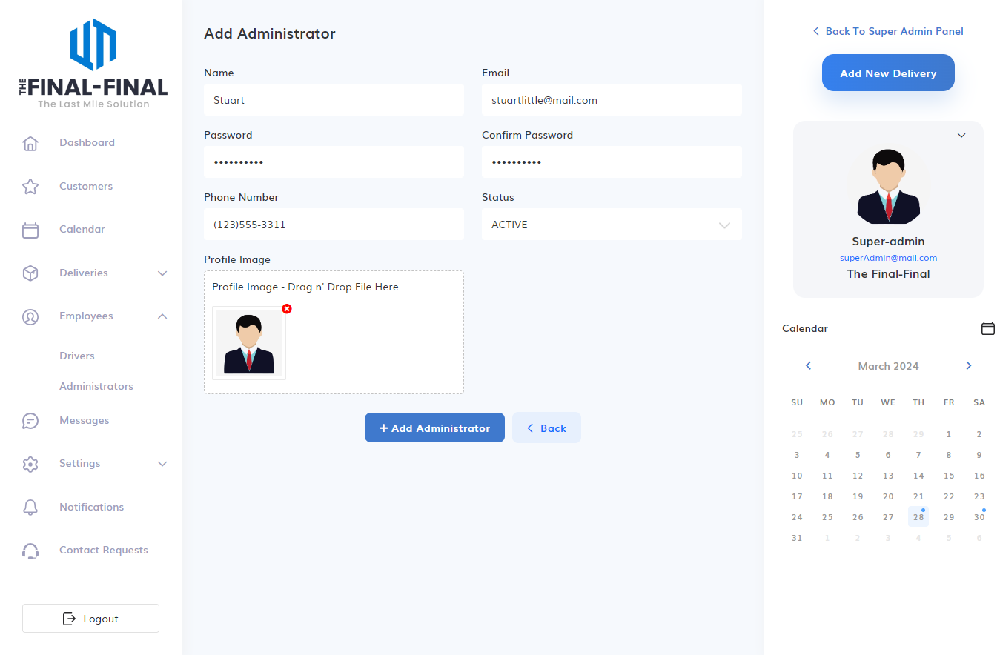 THE FINAL-FINAL
The Last Mile Solution
Dashboard
Customers
Calendar
Deliveries
Employees
Drivers
Administrators
Messages
Settings
Notifications
Contact Requests
Logout
Add Administrator
Name
Email
Stuart
stuartlittle@mail.com
Password
Confirm Password
••••••••••
••••••••••
Phone Number
Status
(123)555-3311
ACTIVE
Profile Image
Profile Image - Drag n' Drop File Here
+ Add Administrator
Back
Back To Super Admin Panel
Add New Delivery
Super-admin
superAdmin@mail.com
The Final-Final
Calendar
March 2024
SU MO TU WE TH FR SA
25 26 27 28 29 1 2
3 4 5 6 7 8 9
10 11 12 13 14 15 16
17 18 19 20 21 22 23
24 25 26 27 28 29 30
31 1 2 3 4 5 6